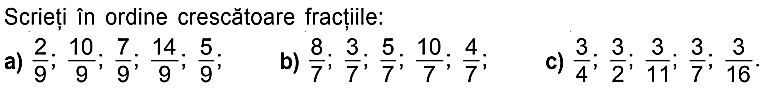 Scrieți în ordine crescătoare fracțiile:
a) 2/9; 10/9; 7/9; 14/9; 5/9; b) 8/7; 3/7; 5/7; 10/7; 4/7; c) 3/4; 3/2; 3/11; 3/7; 3/16.